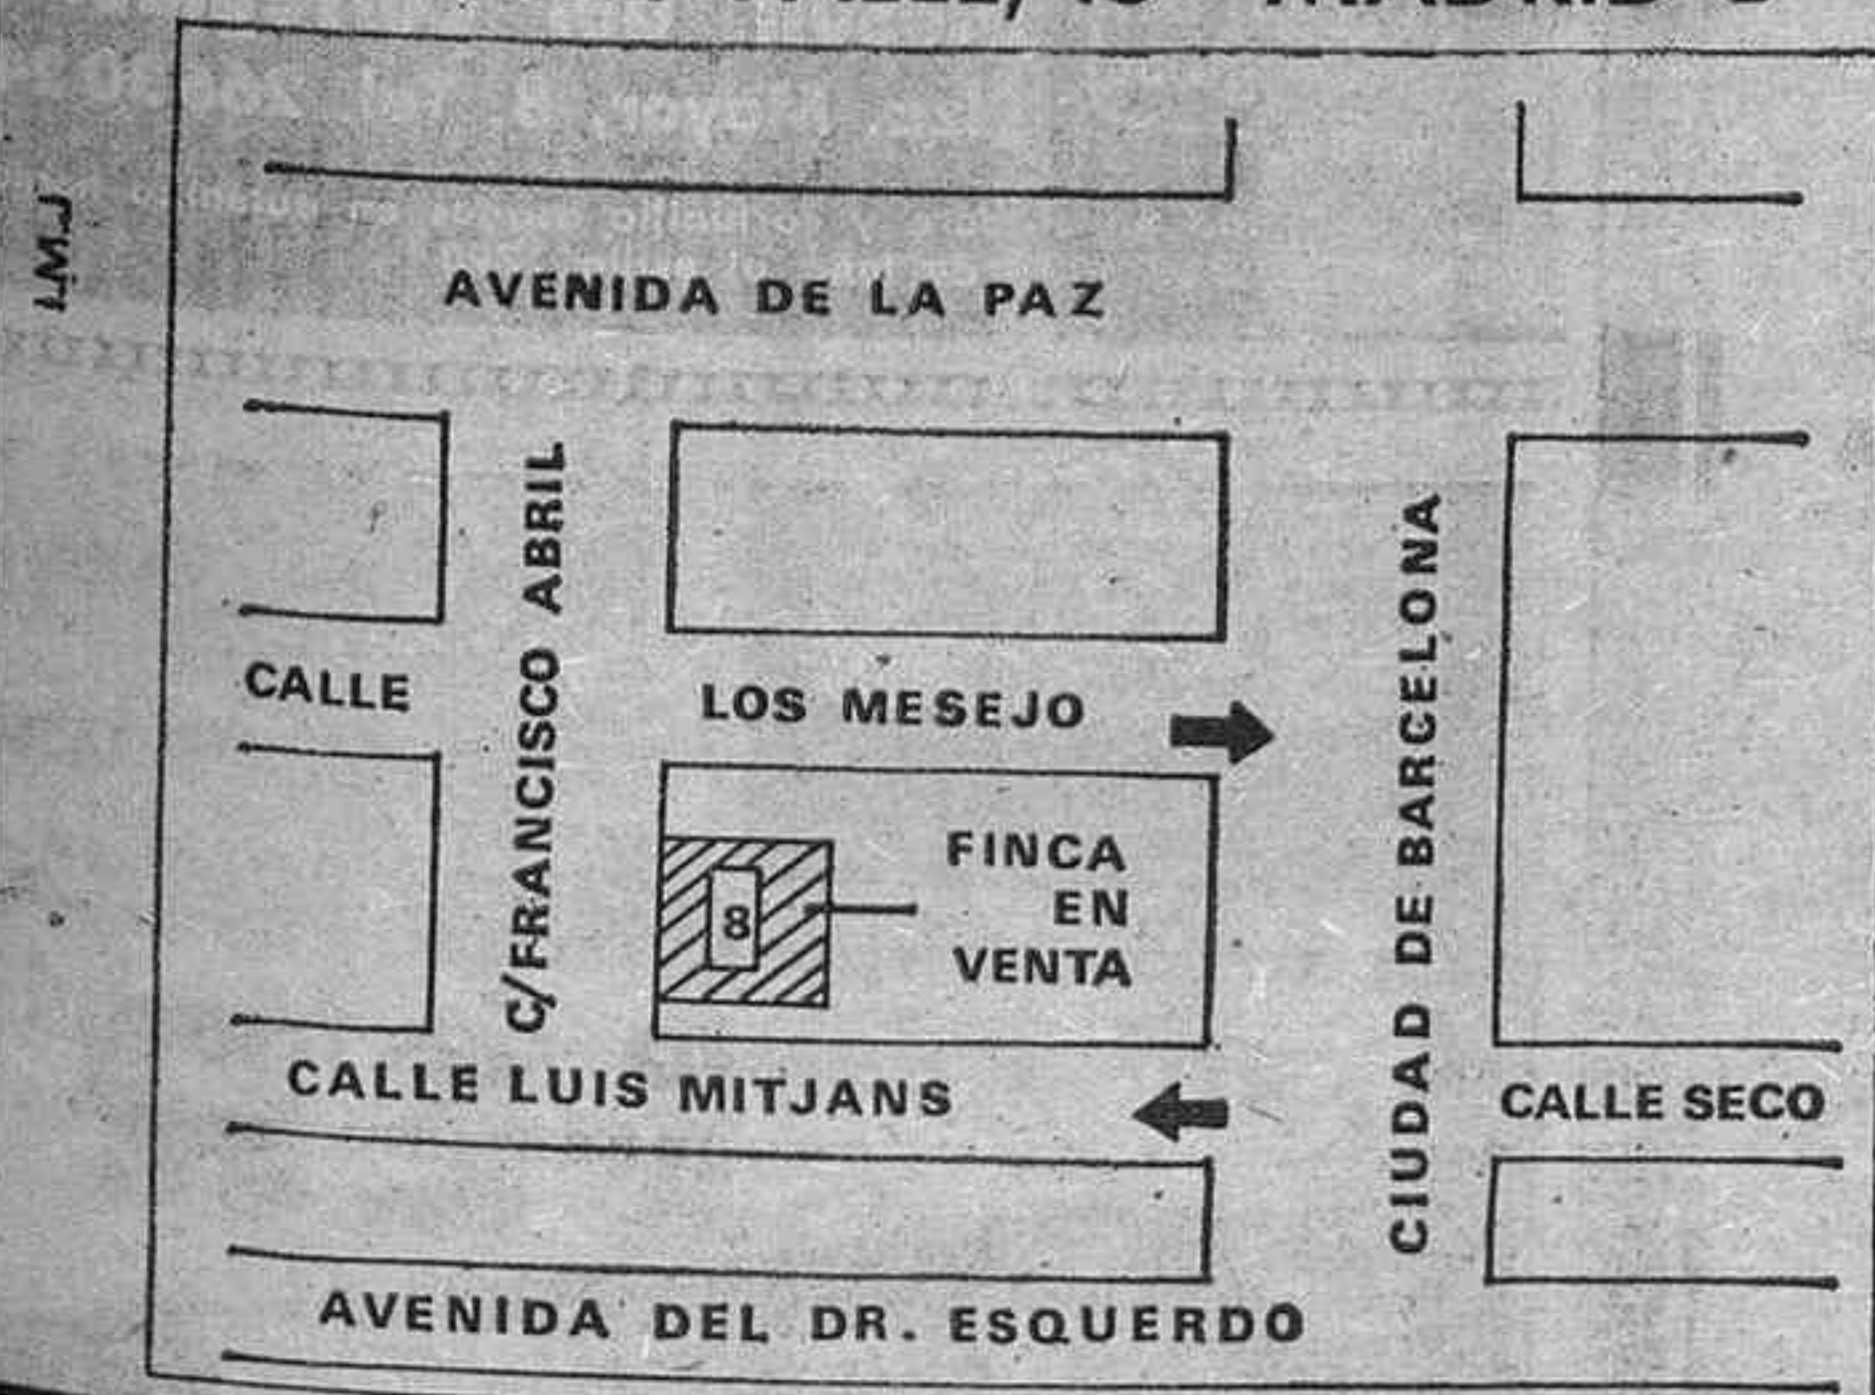 MADRID
AVENIDA DE LA PAZ
C/FRANCISCO ABRIL
CALLE LOS MESEJO
CIUDAD DE BARCELONA
8
FINCA
EN
VENTA
CALLE LUIS MITJANS
CALLE SECO
AVENIDA DEL DR. ESQUERDO